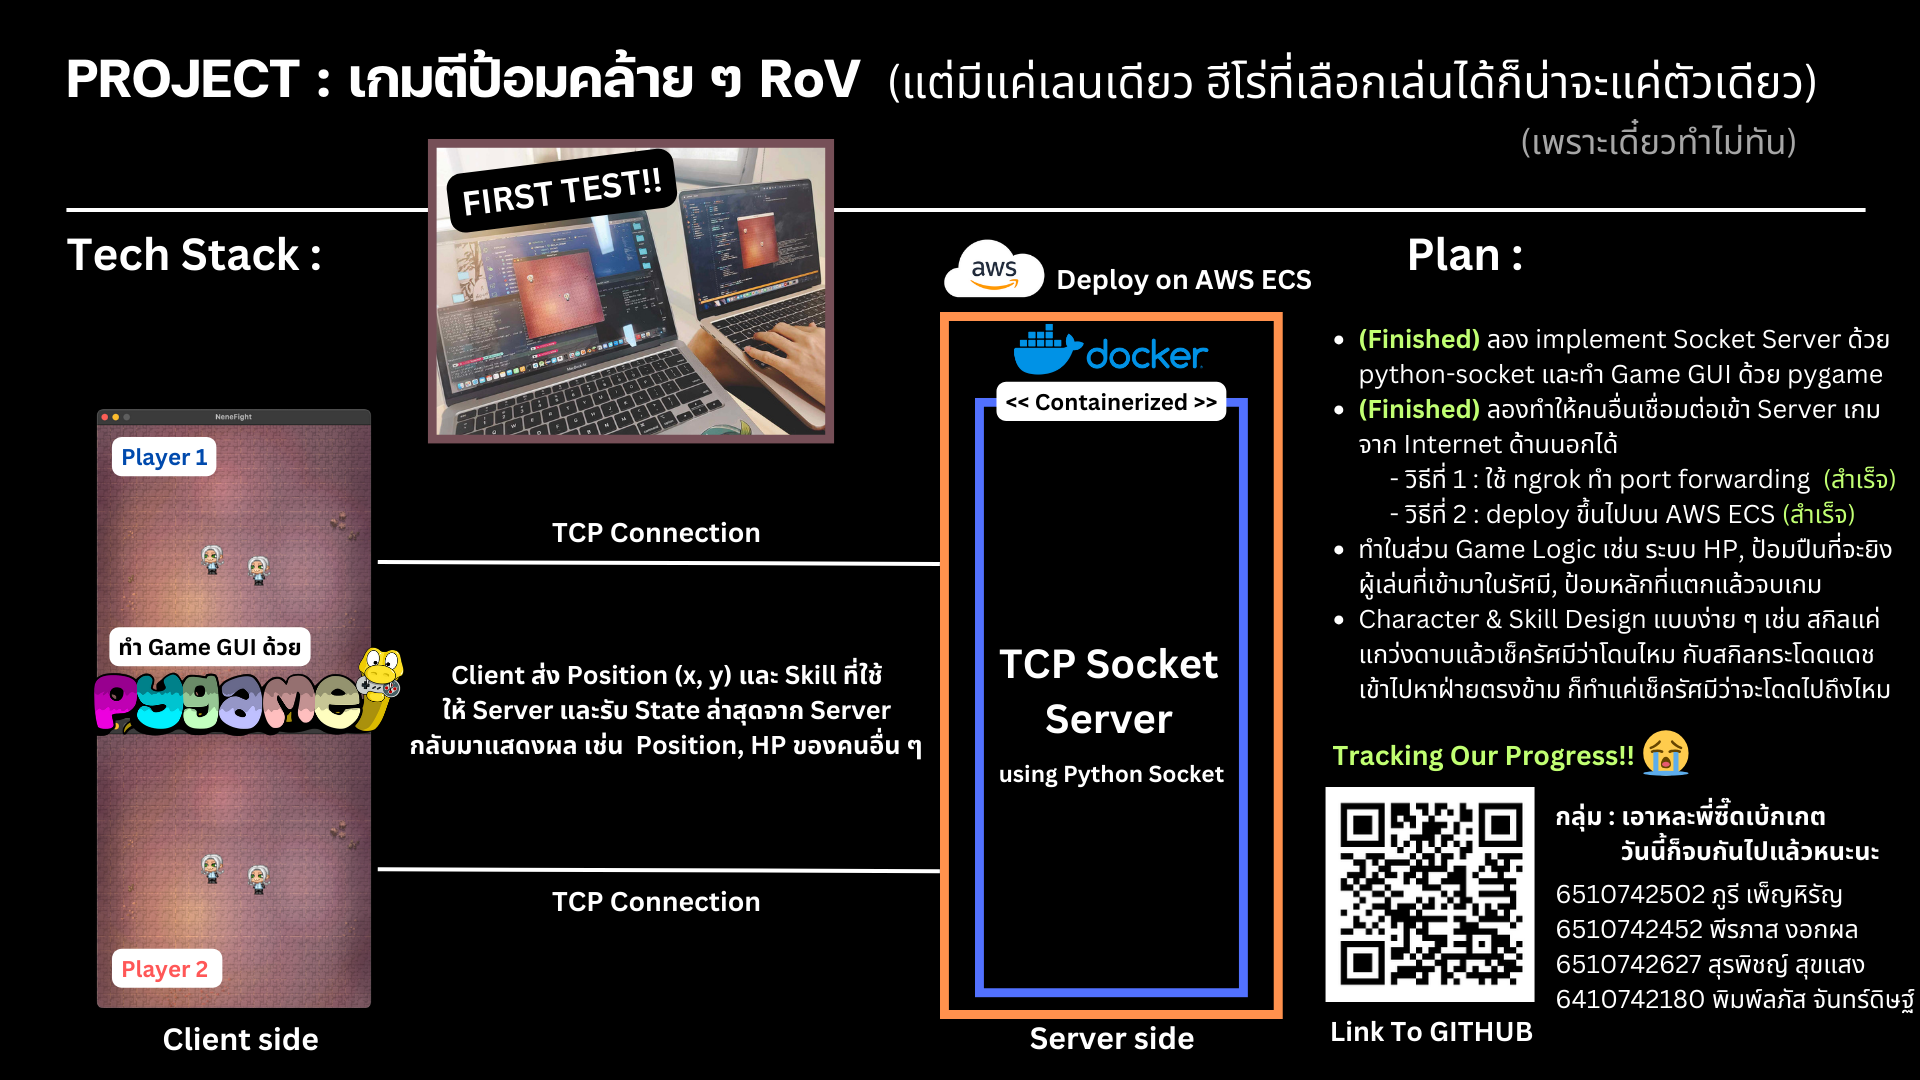 PROJECT : เกมตีป้อมคล้าย ๆ RoV (แต่มีแค่เลนเดียว ฮีโร่ที่เลือกเล่นได้ก็น่าจะแค่ตัวเดียว)
(เพราะเดี๋ยวทำไม่ทัน)
FIRST TEST!!
Tech Stack :
NeneFight
Player 1
ทำ Game GUI ด้วย
pygame
Player 2
Client side
TCP Connection
Client ส่ง Position (x, y) และ Skill ที่ใช้
ให้ Server และรับ State ล่าสุดจาก Server
กลับมาแสดงผล เช่น Position, HP ของคนอื่น ๆ
TCP Connection
aws
Deploy on AWS ECS
docker
<< Containerized >>
TCP Socket
Server
using Python Socket
Server side
Plan :
• (Finished) ลอง implement Socket Server ด้วย
python-socket และทำ Game GUI ด้วย pygame
• (Finished) ลองทำให้คนอื่นเชื่อมต่อเข้า Server เกม
จาก Internet ด้านนอกได้
- วิธีที่ 1 : ใช้ ngrok ทำ port forwarding (สำเร็จ)
- วิธีที่ 2 : deploy ขึ้นไปบน AWS ECS (สำเร็จ)
• ทำในส่วน Game Logic เช่น ระบบ HP, ป้อมปืนที่จะยิง
ผู้เล่นที่เข้ามาในรัศมี, ป้อมหลักที่แตกแล้วจบเกม
• Character & Skill Design แบบง่าย ๆ เช่น สกิลแค่
แกว่งดาบแล้วเช็ครัศมีว่าโดนไหม กับสกิลกระโดดแดช
เข้าไปหาฝ่ายตรงข้าม ก็ทำแค่เช็ครัศมีว่าจะโดดไปถึงไหม
Tracking Our Progress!!
Link To GITHUB
กลุ่ม : เอาหละพี่ซี๊ดเบ้กเกต
วันนี้ก็จบกันไปแล้วหนะนะ
6510742502 ภูรี เพ็ญหิรัญ
6510742452 พีรภาส งอกผล
6510742627 สุรพิชญ์ สุขแสง
6410742180 พิมพ์ลภัส จันทร์ดิษฐ์